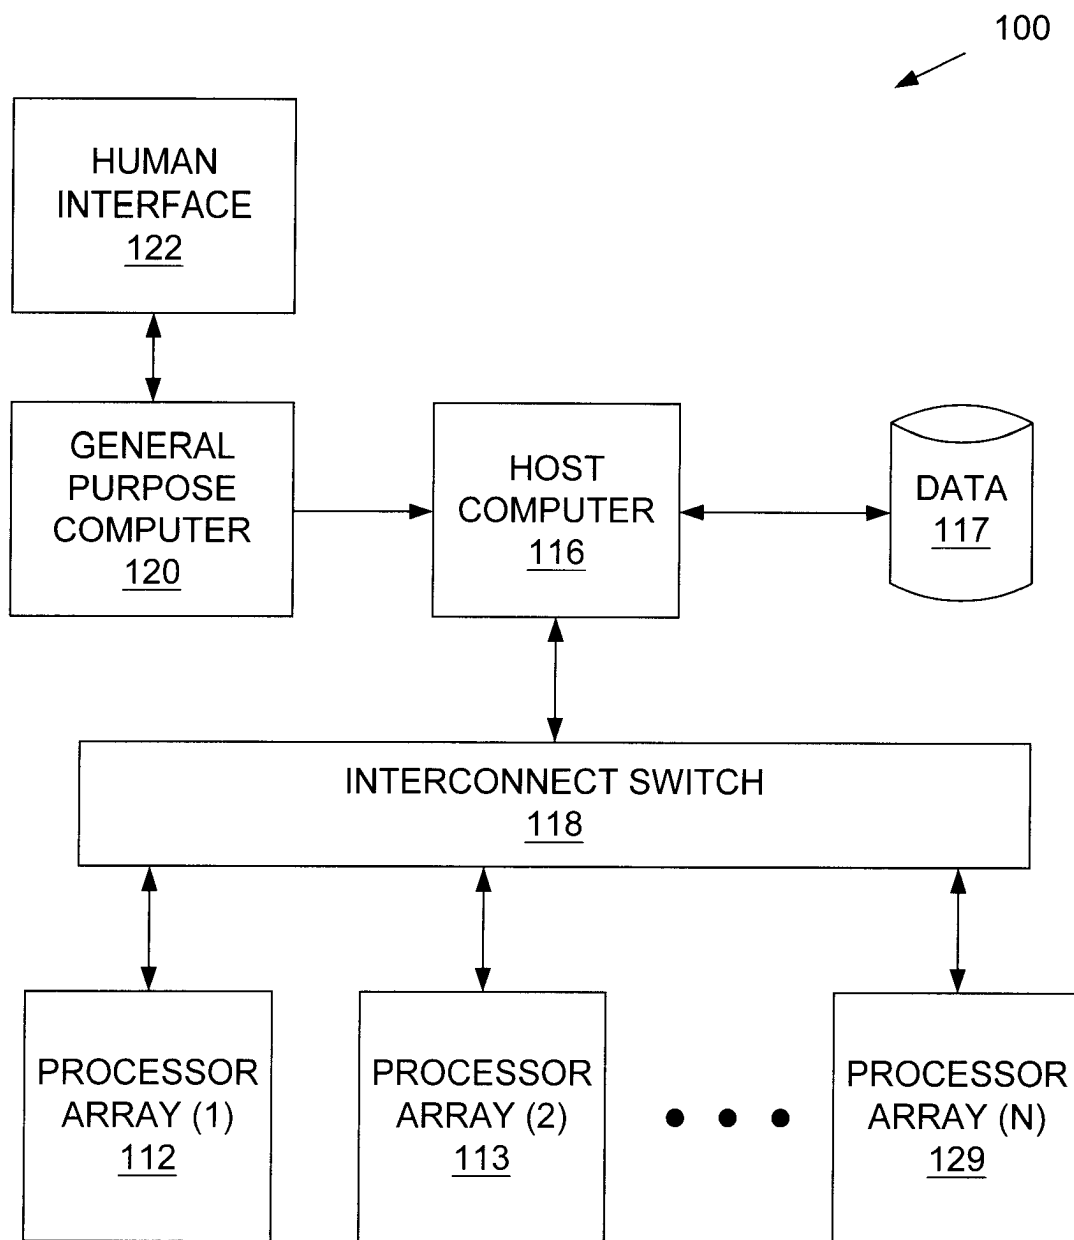 100
HUMAN
INTERFACE
122
GENERAL
PURPOSE
COMPUTER
120
HOST
COMPUTER
116
DATA
117
INTERCONNECT SWITCH
118
PROCESSOR
ARRAY (1)
112
PROCESSOR
ARRAY (2)
113
PROCESSOR
ARRAY (N)
129